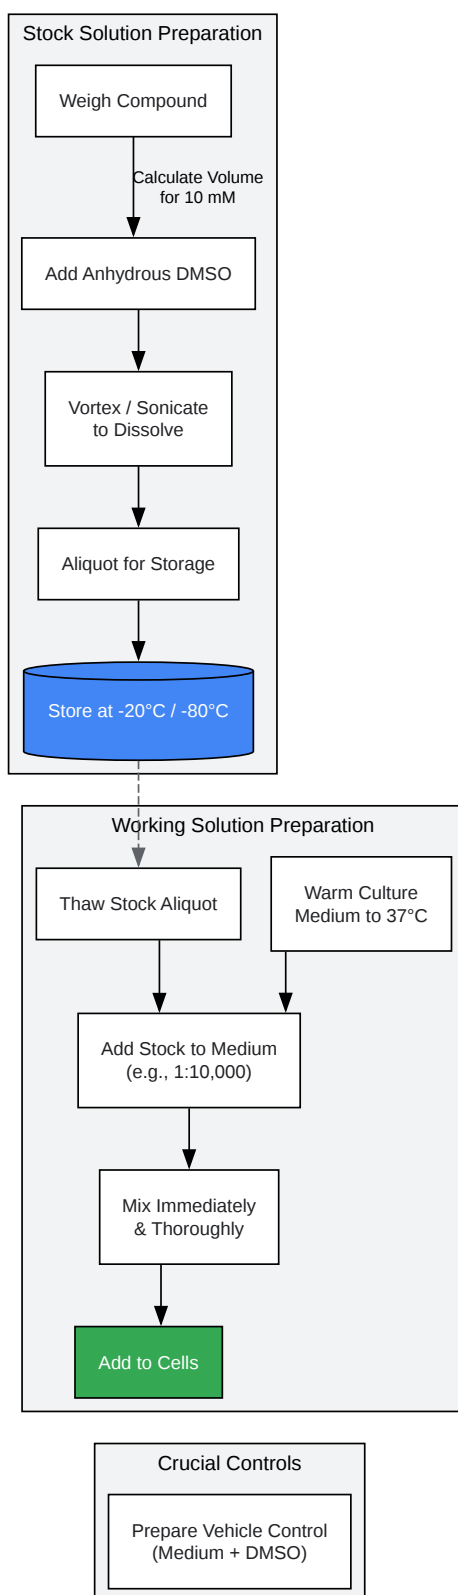 Stock Solution Preparation
Weigh Compound
Calculate Volume
for 10 mM
Add Anhydrous DMSO
Vortex / Sonicate
to Dissolve
Aliquot for Storage
Store at -20°C / -80°C
Working Solution Preparation
Thaw Stock Aliquot
Warm Culture
Medium to 37°C
Add Stock to Medium
(e.g., 1:10,000)
Mix Immediately
& Thoroughly
Add to Cells
Crucial Controls
Prepare Vehicle Control
(Medium + DMSO)